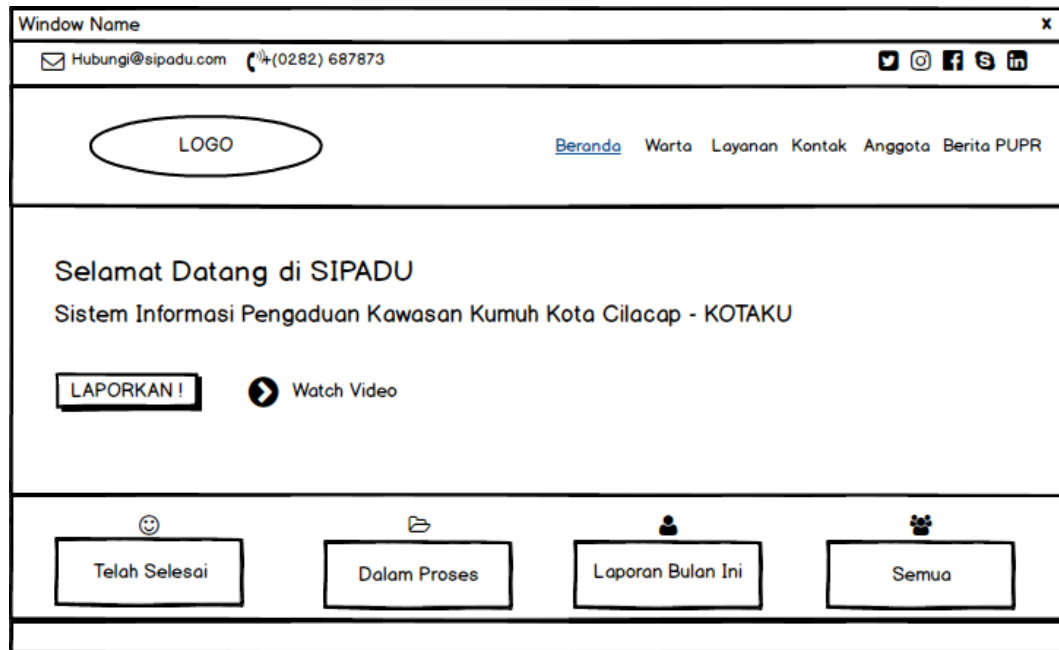 Window Name x
Hubungi@sipadu.com +(0282) 687873
LOGO
Beranda Warta Layanan Kontak Anggota Berita PUPR
Selamat Datang di SIPADU
Sistem Informasi Pengaduan Kawasan Kumuh Kota Cilacap - KOTAKU
LAPORKAN ! Watch Video
Telah Selesai Dalam Proses Laporan Bulan Ini Semua